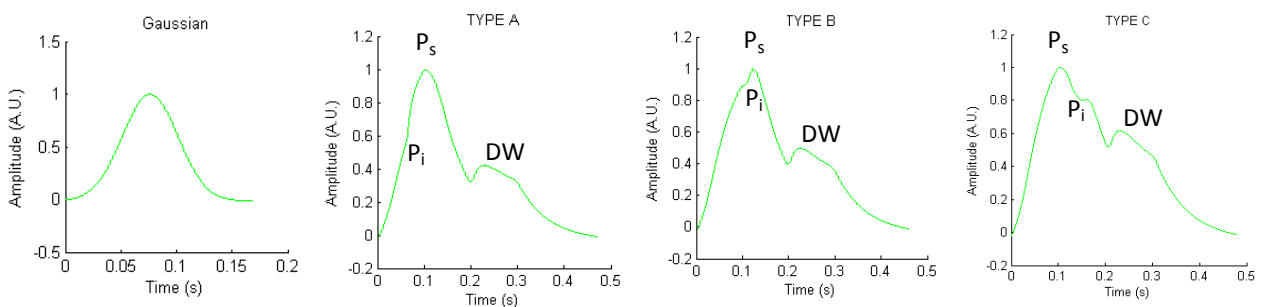 Gaussian
1.5
1
0.5
0
-0.5
0 0.05 0.1 0.15 0.2
Time (s)
Amplitude (A.U.)
TYPE A
1.2
1
0.8
0.6
0.4
0.2
0
-0.2
0 0.1 0.2 0.3 0.4 0.5
Time (s)
Amplitude (A.U.)
Ps
Pi
DW
TYPE B
1.2
1
0.8
0.6
0.4
0.2
0
-0.2
0 0.1 0.2 0.3 0.4 0.5
Time (s)
Amplitude (A.U.)
Ps
Pi
DW
TYPE C
1.2
1
0.8
0.6
0.4
0.2
0
-0.2
0 0.1 0.2 0.3 0.4 0.5
Time (s)
Amplitude (A.U.)
Ps
Pi
DW